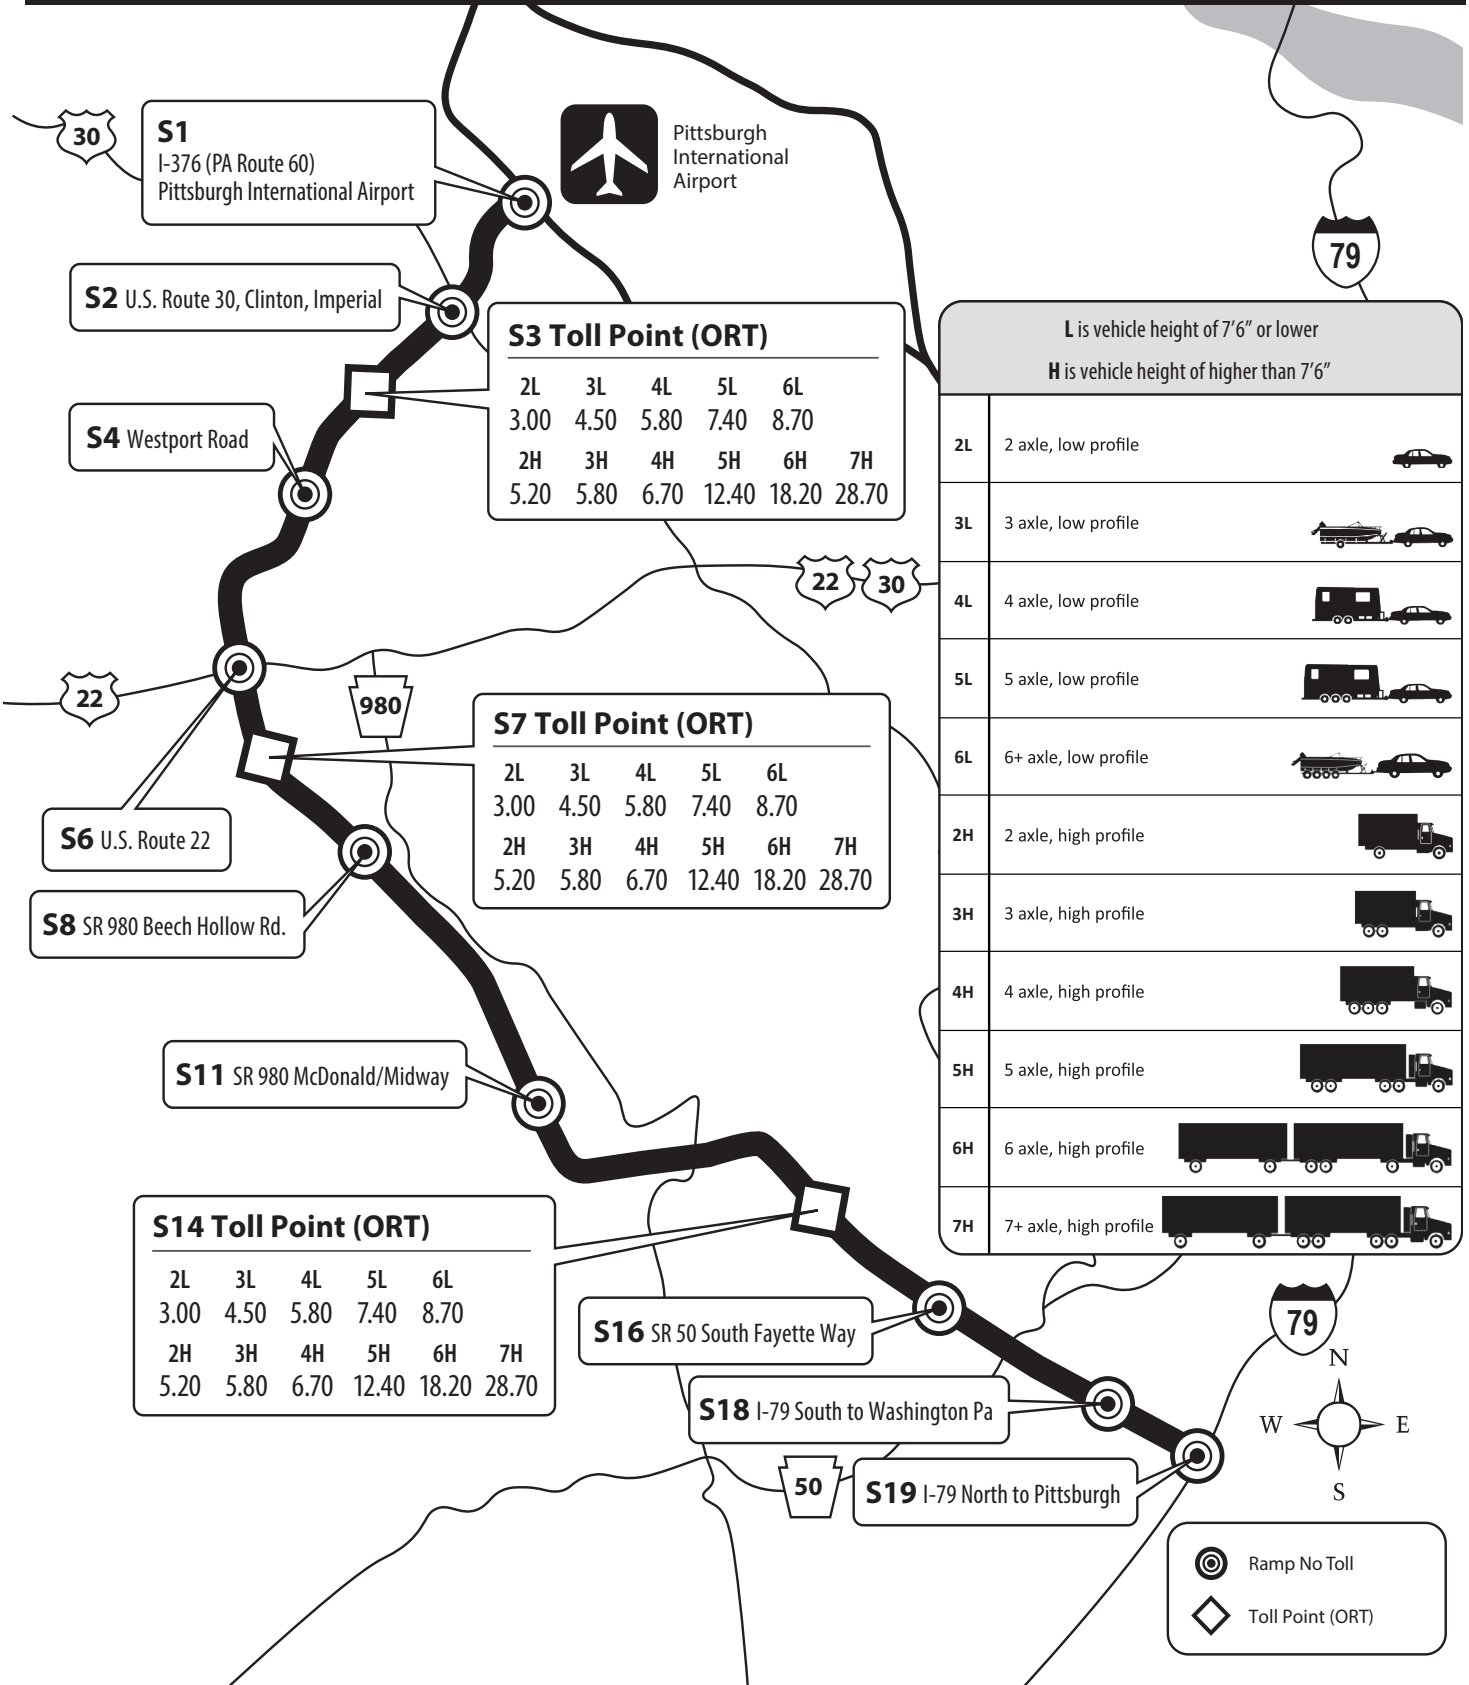 30
S1
I-376 (PA Route 60)
Pittsburgh International Airport
Pittsburgh
International
Airport
79
S2 U.S. Route 30, Clinton, Imperial
S3 Toll Point (ORT)
2L 3L 4L 5L 6L
3.00 4.50 5.80 7.40 8.70
2H 3H 4H 5H 6H 7H
5.20 5.80 6.70 12.40 18.20 28.70
S4 Westport Road
22 30
22
980
S7 Toll Point (ORT)
2L 3L 4L 5L 6L
3.00 4.50 5.80 7.40 8.70
2H 3H 4H 5H 6H 7H
5.20 5.80 6.70 12.40 18.20 28.70
S6 U.S. Route 22
S8 SR 980 Beech Hollow Rd.
S11 SR 980 McDonald/Midway
S14 Toll Point (ORT)
2L 3L 4L 5L 6L
3.00 4.50 5.80 7.40 8.70
2H 3H 4H 5H 6H 7H
5.20 5.80 6.70 12.40 18.20 28.70
S16 SR 50 South Fayette Way
S18 I-79 South to Washington Pa
50
S19 I-79 North to Pittsburgh
L is vehicle height of 7'6” or lower
H is vehicle height of higher than 7'6”
2L 2 axle, low profile
3L 3 axle, low profile
4L 4 axle, low profile
5L 5 axle, low profile
6L 6+ axle, low profile
2H 2 axle, high profile
3H 3 axle, high profile
4H 4 axle, high profile
5H 5 axle, high profile
6H 6 axle, high profile
7H 7+ axle, high profile
79
N
W E
S
Ramp No Toll
Toll Point (ORT)